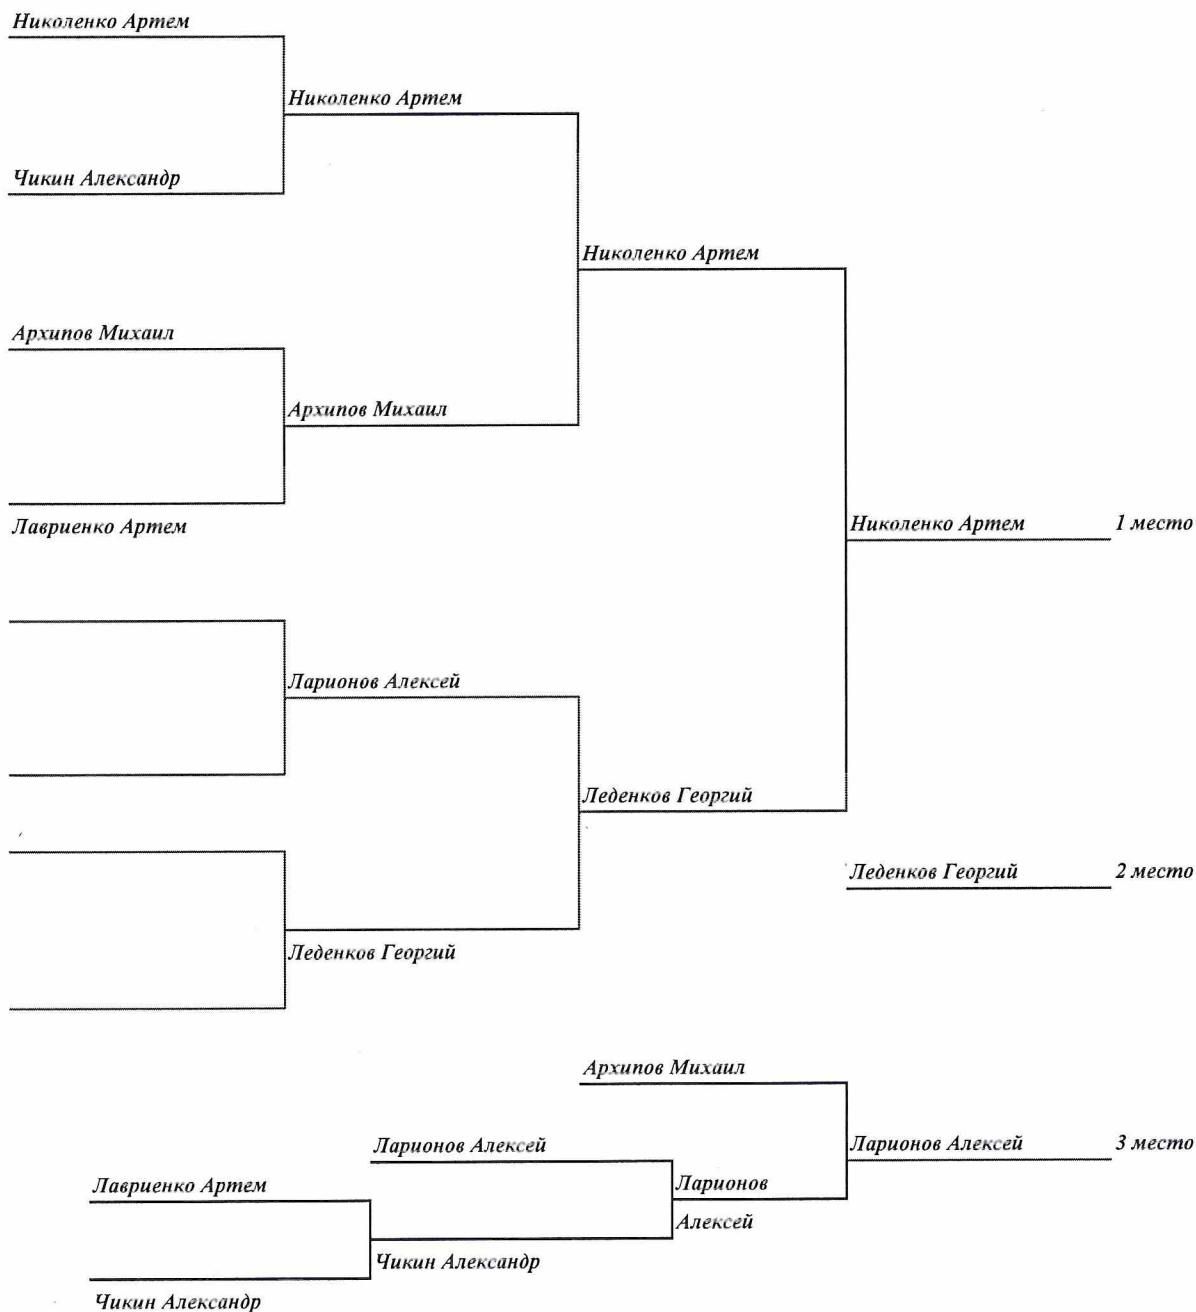 Николенко Артем
Николенко Артем
Чикин Александр
Николенко Артем
Архипов Михаил
Архипов Михаил
Лавриенко Артем
Николенко Артем 1 место
Ларионов Алексей
Леденков Георгий
Леденков Георгий 2 место
Леденков Георгий
Архипов Михаил
Ларионов Алексей
Ларионов Алексей 3 место
Лавриенко Артем
Ларионов
Алексей
Чикин Александр
Чикин Александр